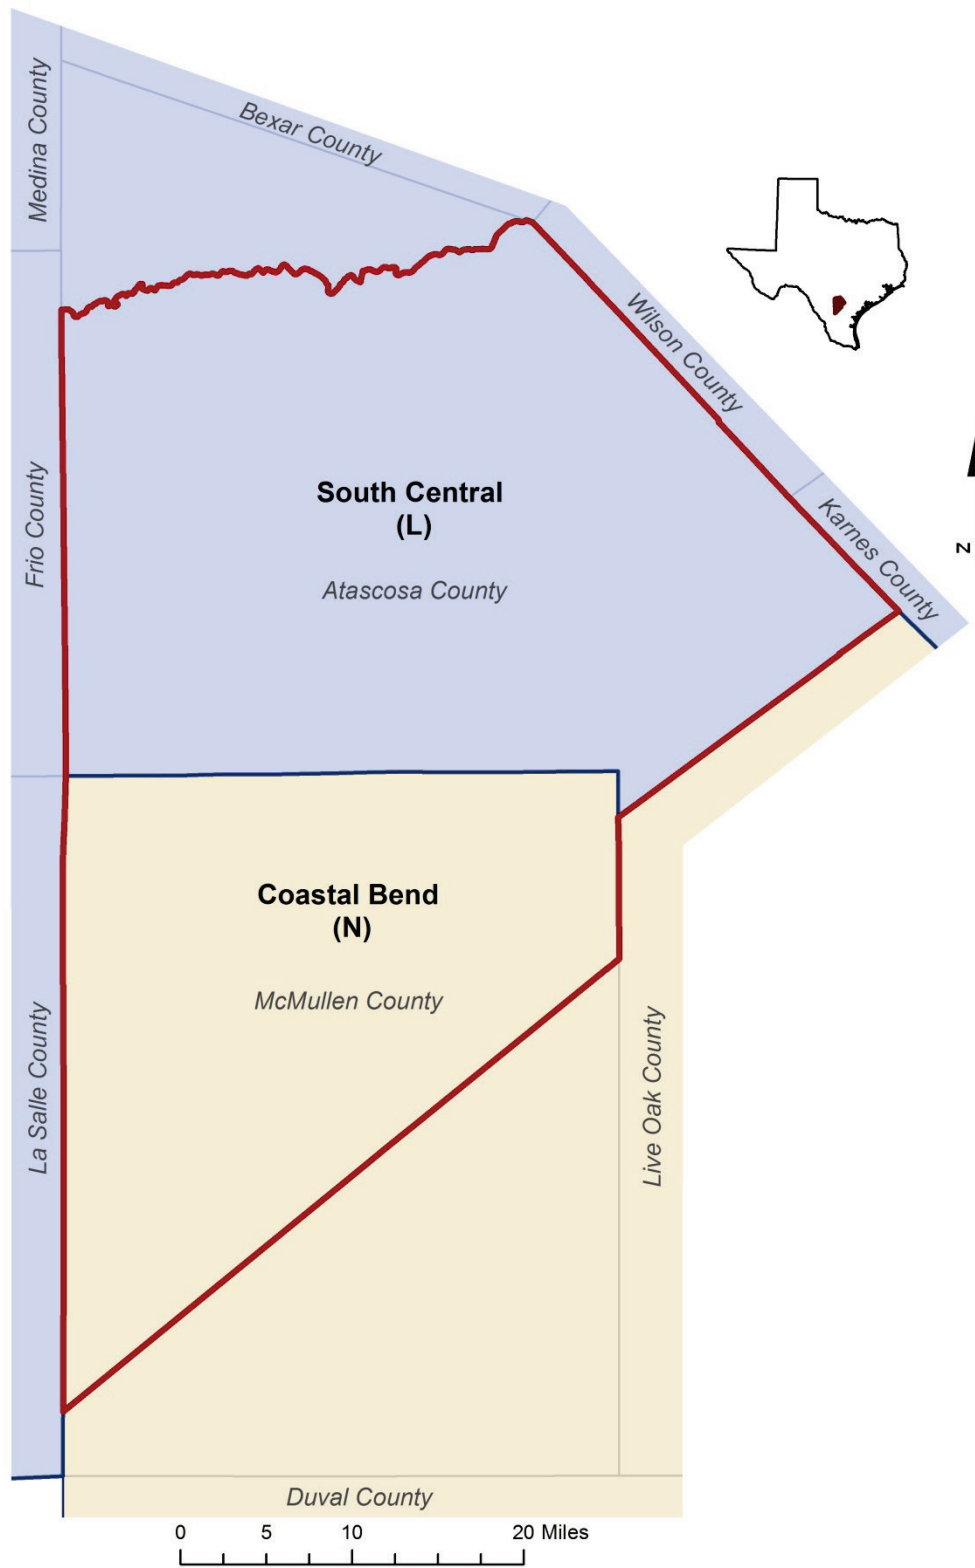 Medina County
Bexar County
Wilson County
Karnes County
Frio County
South Central
(L)
Atascosa County
z
Coastal Bend
(N)
McMullen County
La Salle County
Live Oak County
Duval County
0 5 10 20 Miles